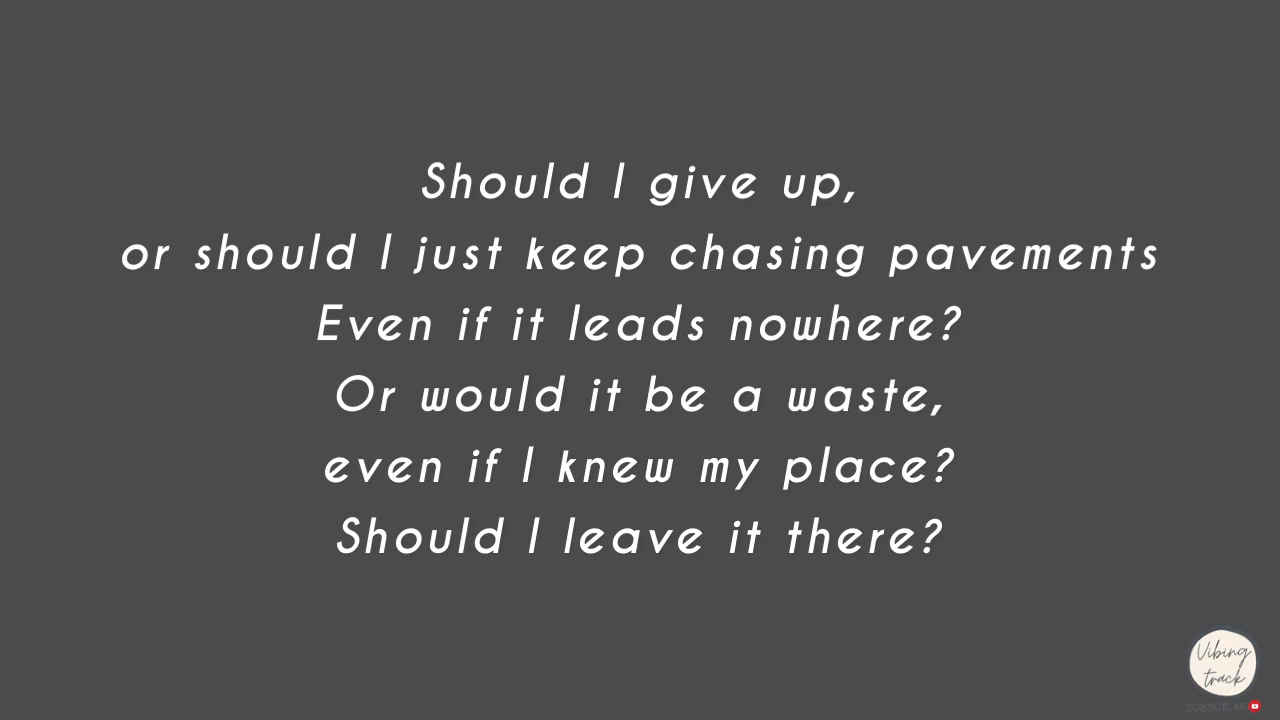 Should I give up,
or should I just keep chasing pavements
Even if it leads nowhere?
Or would it be a waste,
even if I knew my place?
Should I leave it there?
Vibing
track
SUBSCRIBE